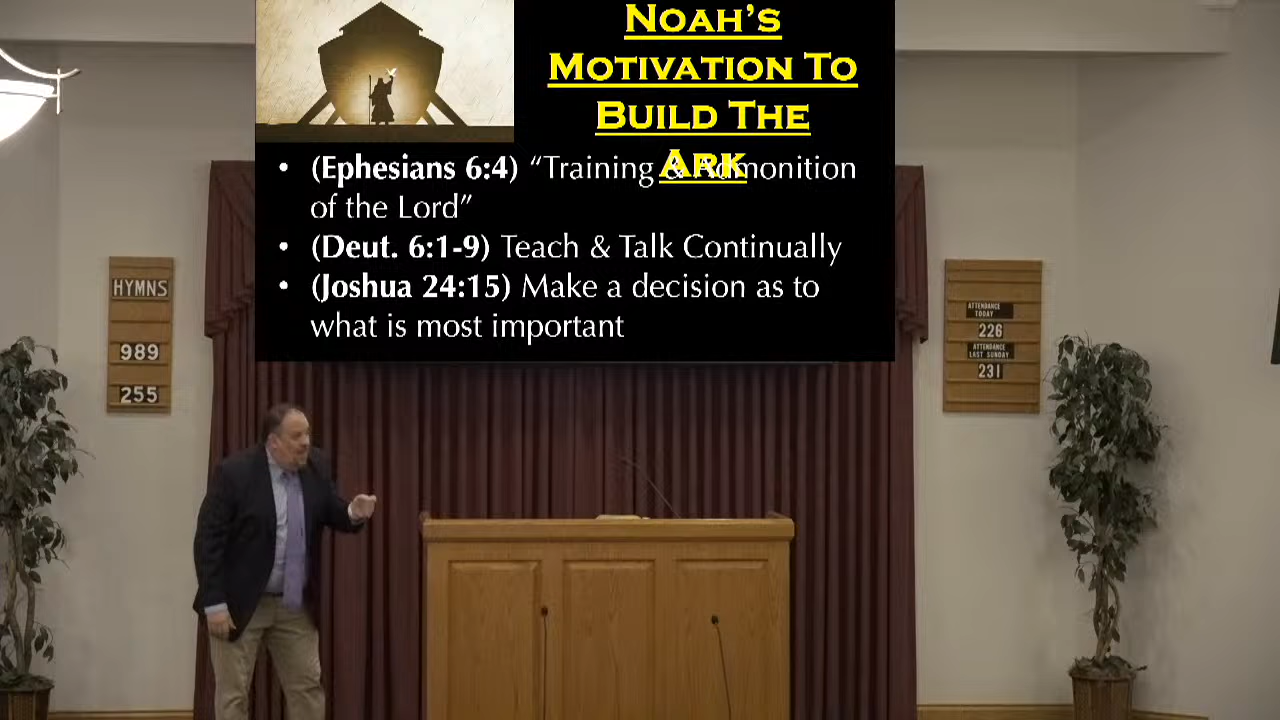 NOAH'S
MOTIVATION TO
BUILD THE
ARK
• (Ephesians 6:4) “Training & Admonition
of the Lord”
• (Deut. 6:1-9) Teach & Talk Continually
• (Joshua 24:15) Make a decision as to
what is most important
HYMNS
989
255
ATTENDANCE
TODAY
226
ATTENDANCE
LAST SUNDAY
231